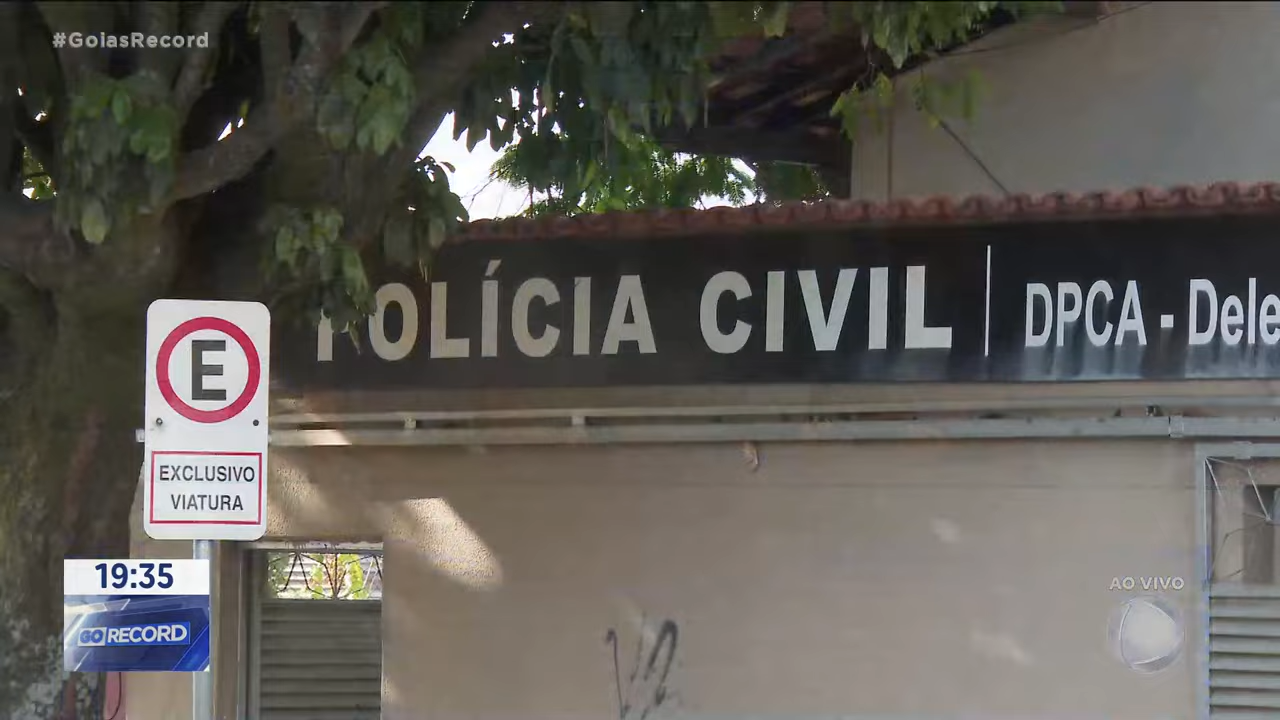 #GoiasRecord
POLÍCIA CIVIL | DPCA - Dele
E
EXCLUSIVO
VIATURA
19:35
GO RECORD
AO VIVO